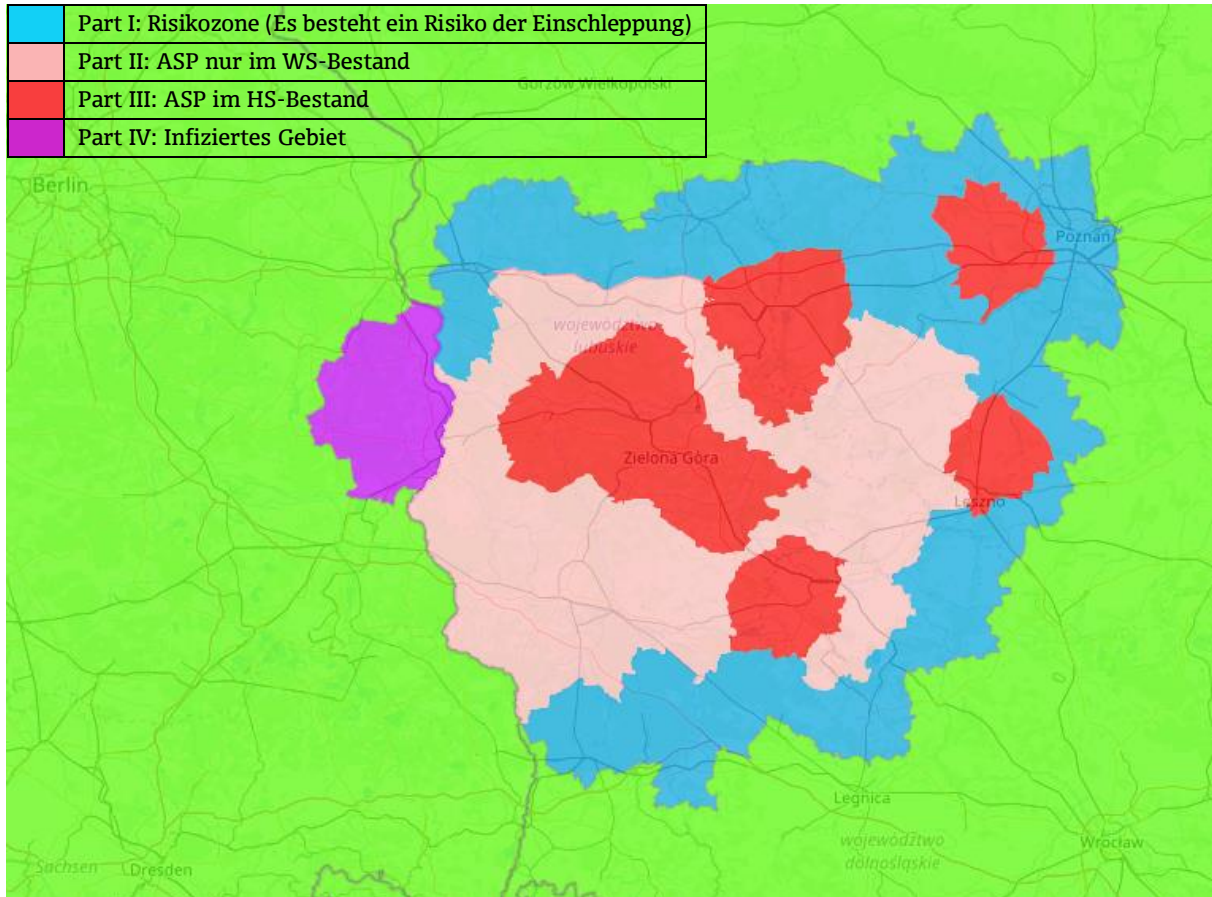 Part I: Risikozone (Es besteht ein Risiko der Einschleppung)
Part II: ASP nur im WS-Bestand
Part III: ASP im HS-Bestand
Part IV: Infiziertes Gebiet
Gorzów Wielkopolski
Berlin
Poznań
województwo
lubuskie
Zielona Góra
Leszno
Legnica
województwo
dolnośląskie
Wrocław
Sachsen
Dresden